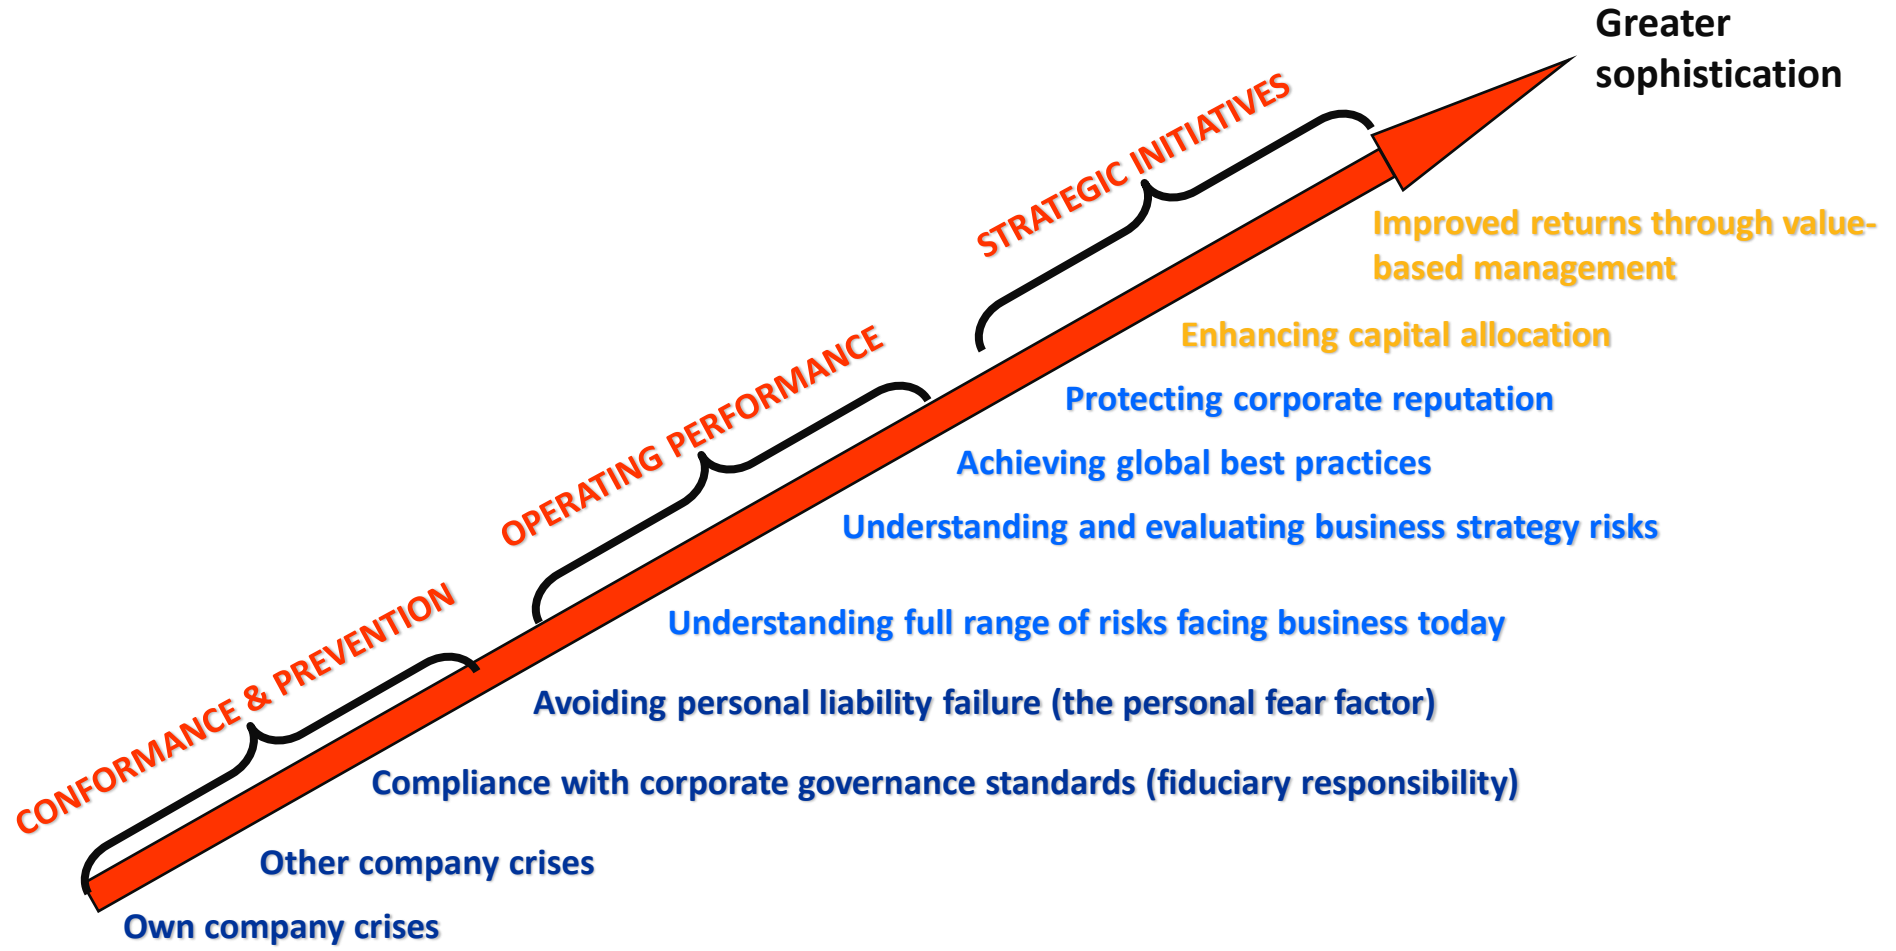 Greater
sophistication
STRATEGIC INITIATIVES
Improved returns through value-
based management
Enhancing capital allocation
OPERATING PERFORMANCE
Protecting corporate reputation
Achieving global best practices
Understanding and evaluating business strategy risks
CONFORMANCE & PREVENTION
Understanding full range of risks facing business today
Avoiding personal liability failure (the personal fear factor)
Compliance with corporate governance standards (fiduciary responsibility)
Other company crises
Own company crises